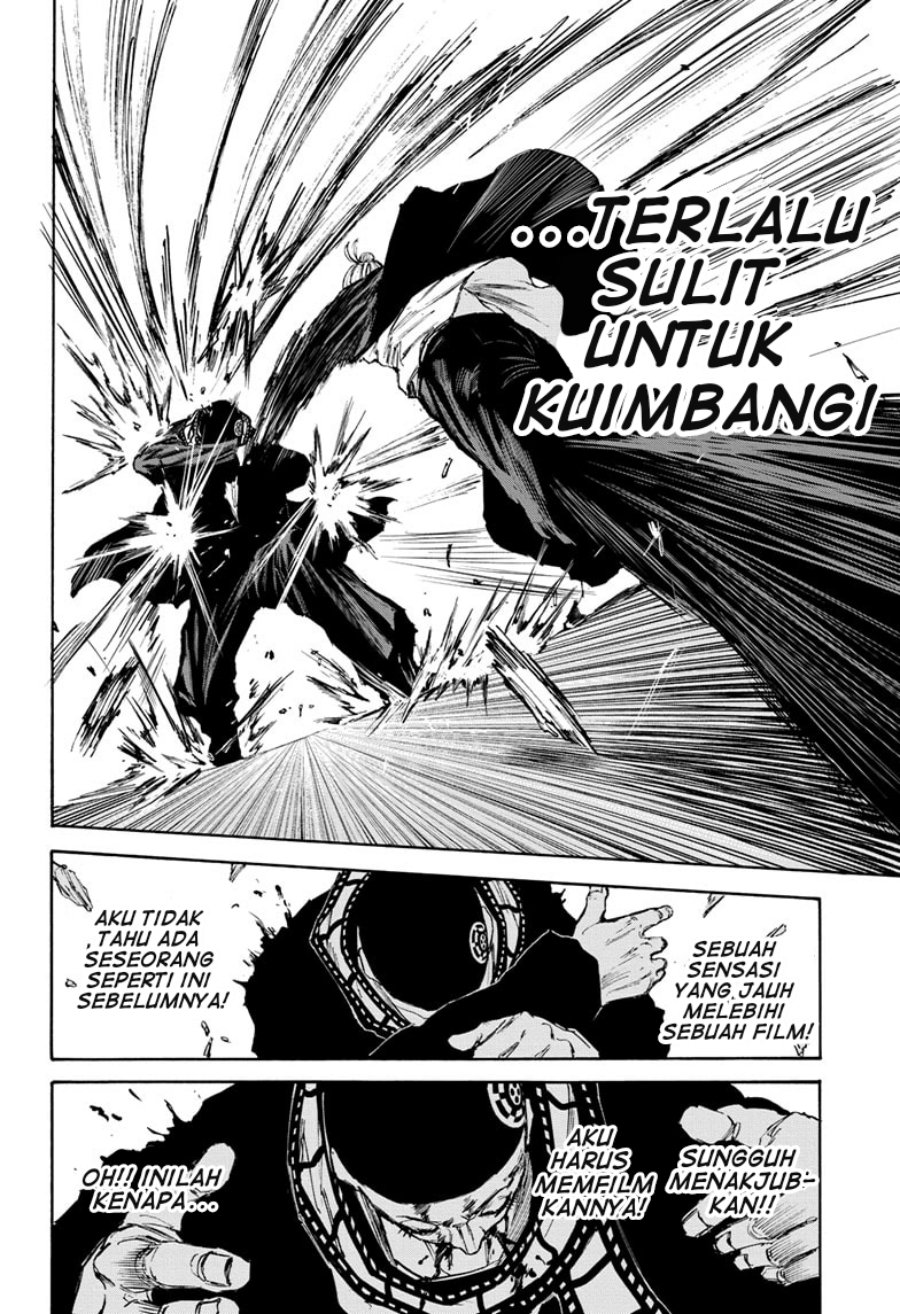 ...TERLALU
SULIT
UNTUK
KUIMBANGI
SEBUAH
SENSASI
YANG JAUH
MELEBIHI
SEBUAH FILM!
AKU TIDAK
TAHU ADA
SESEORANG
SEPERTI INI
SEBELUMNYA!
SUNGGUH
MENAKJUB-
KAN!!
AKU
HARUS
MEMFILM
KANNYA!
OH!! INILAH
KENAPA...